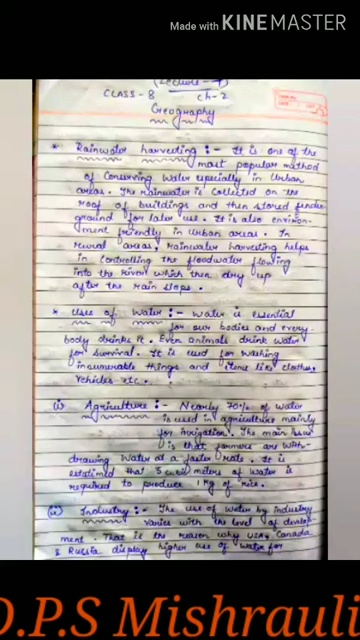 Made with KINEMASTER
(Lecture - 1)
CLASS-8 ch-2
Geography
* Rainwater harvesting :- It is one of the
most popular method
of conserving water especially in Urban
areas. The rainwater is collected on the
roof of buildings and then stored under
ground for later use. It is also environ-
ment friendly in urban areas. In
rural areas, rainwater harvesting helps
in controlling the floodwater flowing
into the river which then dry up
after the rain stops.
* Uses of Water :- Water is essential
for our bodies and every
body drinks it. Even animals drink water
for survival. It is used for washing
innumerable things and items like clothes,
vehicles etc.
(i) Agriculture :- Nearly 70% of water
is used in agriculture mainly
for irrigation. The main issue
is that farmers are with-
drawing water at a faster rate. It is
estatimed that 5 cubic meters of water is
required to produce 1 kg of rice.
(ii) Industry :- The use of water by industry
varies with the level of develop-
ment. That is the reason why USA, Canada
& Russia display higher use of water for
D.P.S Mishrauli